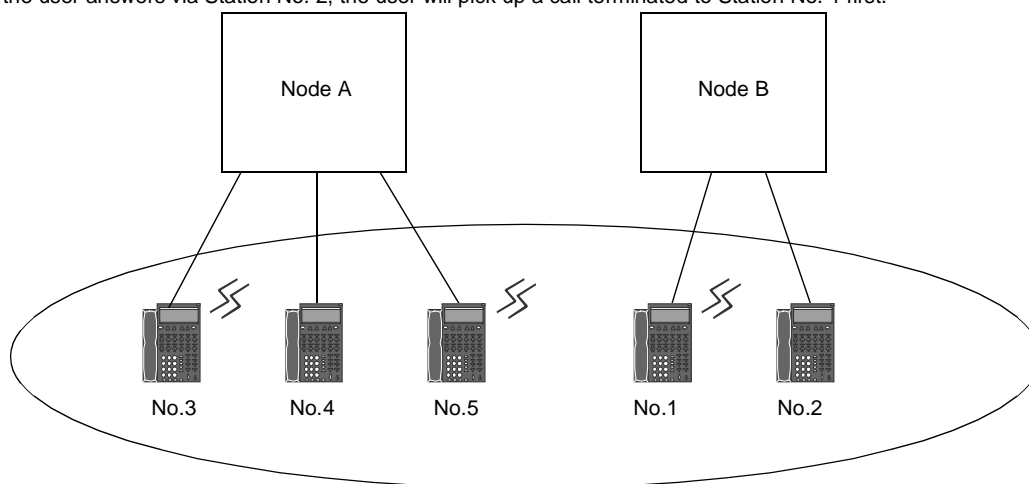 the user answers via Station No. 2, the user will pick up a call terminated to Station No. 1 first.
Node A
Node B
No.3
No.4
No.5
No.1
No.2